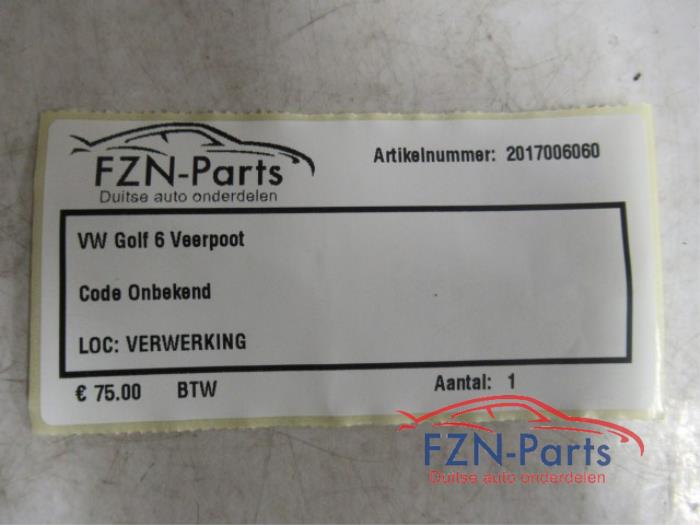 FZN-Parts
Duitse auto onderdelen
Artikelnummer: 2017006060
VW Golf 6 Veerpoot
Code Onbekend
LOC: VERWERKING
€ 75.00 BTW
Aantal: 1
FZN-Parts
Duitse auto onderdelen